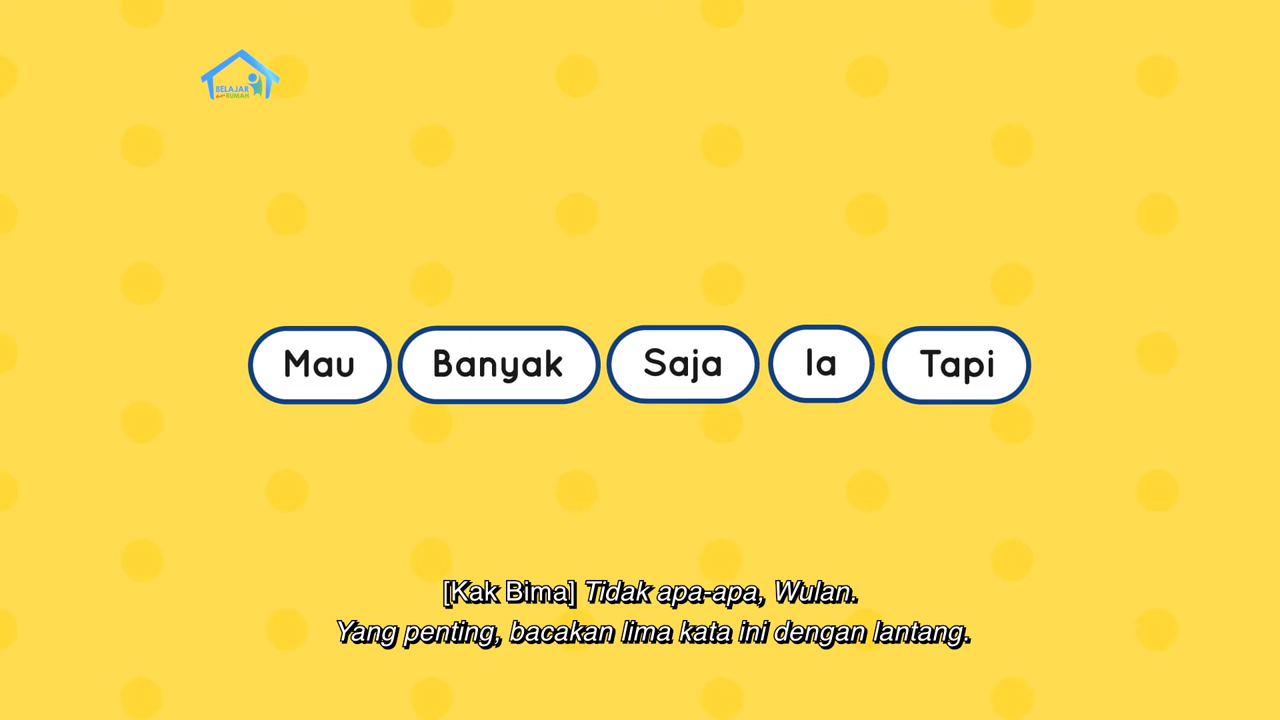 BELAJAR
dari RUMAH
Mau Banyak Saja Ia Tapi
[Kak Bima] Tidak apa-apa, Wulan.
Yang penting, bacakan lima kata ini dengan lantang.